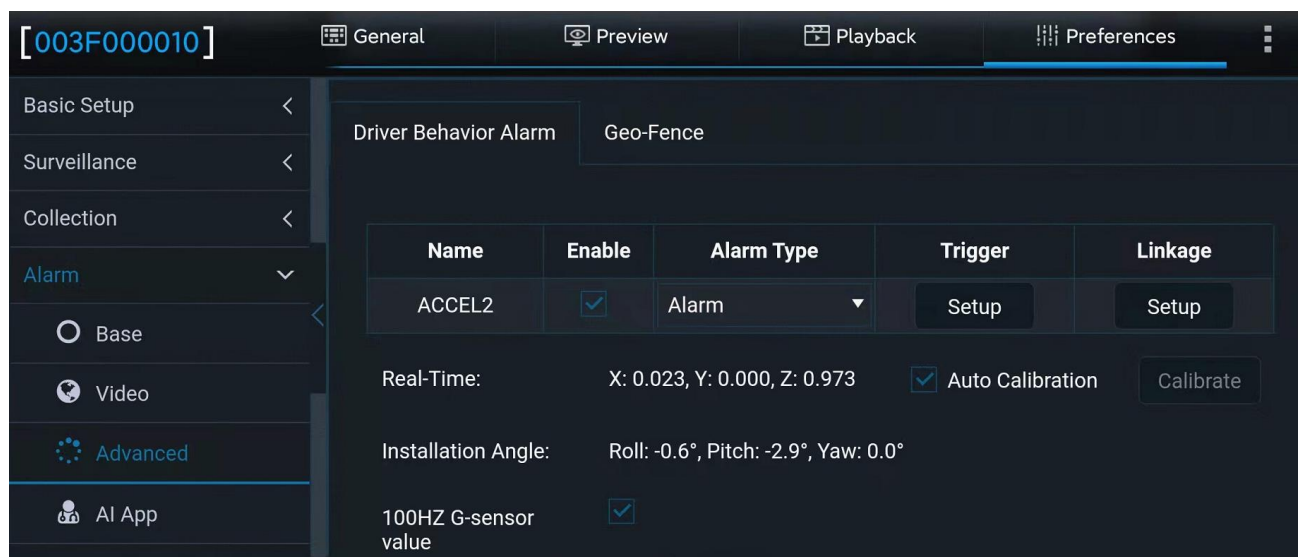 [003F000010]
General
Preview
Playback
Preferences
Basic Setup
Surveillance
Collection
Alarm
Base
Video
Advanced
AI App
Driver Behavior Alarm
Geo-Fence
Name Enable Alarm Type Trigger Linkage
ACCEL2 Alarm Setup Setup
Real-Time: X: 0.023, Y: 0.000, Z: 0.973 Auto Calibration Calibrate
Installation Angle: Roll: -0.6°, Pitch: -2.9°, Yaw: 0.0°
100HZ G-sensor
value